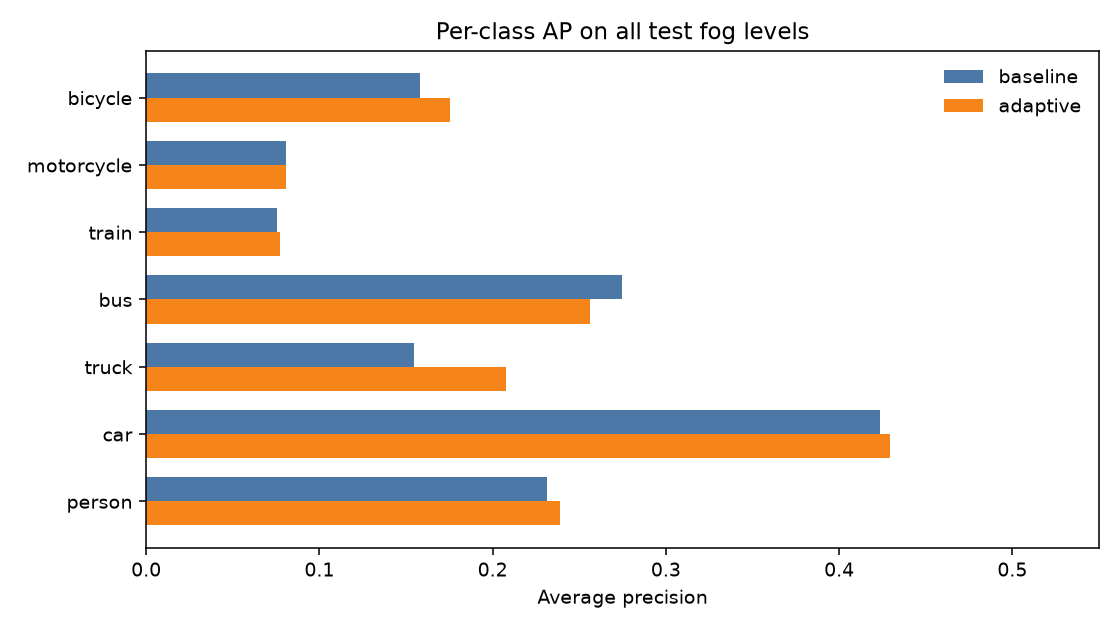 Per-class AP on all test fog levels
baseline
adaptive
bicycle
motorcycle
train
bus
truck
car
person
0.0 0.1 0.2 0.3 0.4 0.5
Average precision